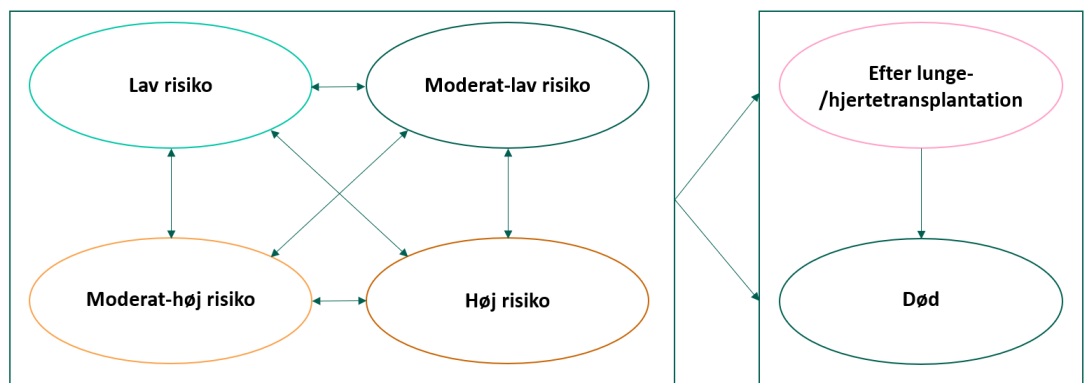 Lav risiko
Moderat-lav risiko
Moderat-høj risiko
Høj risiko
Efter lunge-
/hjertetransplantation
Død